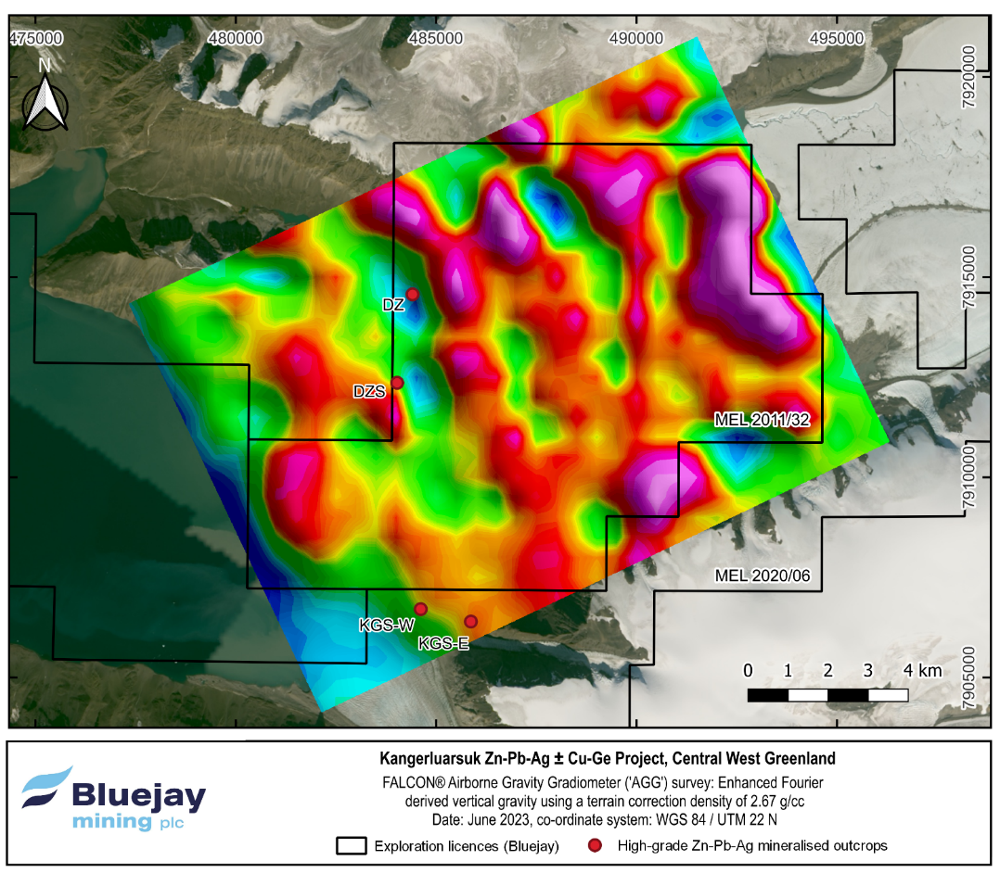 475000 480000 485000 490000 495000
N
7920000
7915000
7910000
7905000
DZ
DZS
MEL 2011/32
MEL 2020/06
KGS-W
KGS-E
0 1 2 3 4 km
Kangerluarsuk Zn-Pb-Ag ± Cu-Ge Project, Central West Greenland
FALCON® Airborne Gravity Gradiometer ('AGG') survey: Enhanced Fourier
derived vertical gravity using a terrain correction density of 2.67 g/cc
Date: June 2023, co-ordinate system: WGS 84 / UTM 22 N
Bluejay
mining plc
Exploration licences (Bluejay) High-grade Zn-Pb-Ag mineralised outcrops